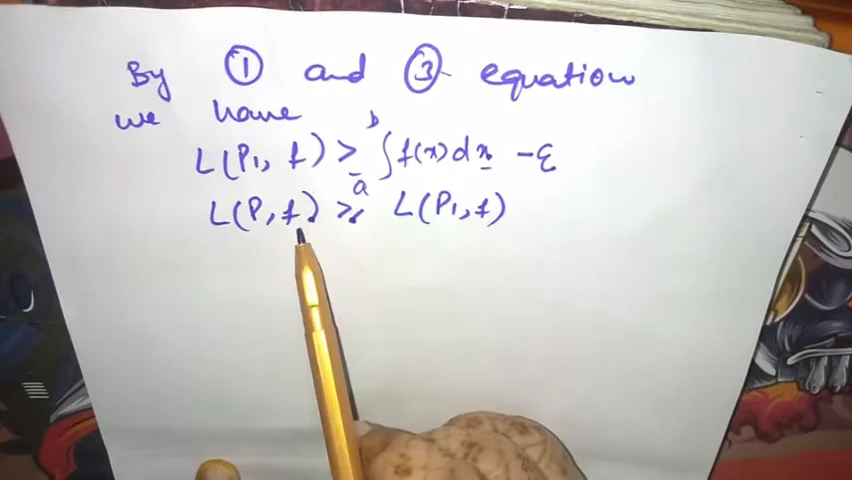 By ① and ③ equation
we have
L(P₁, f) > ∫ₐᵇ f(x) dx - ε
L(P, f) ≥ L(P₁, f)